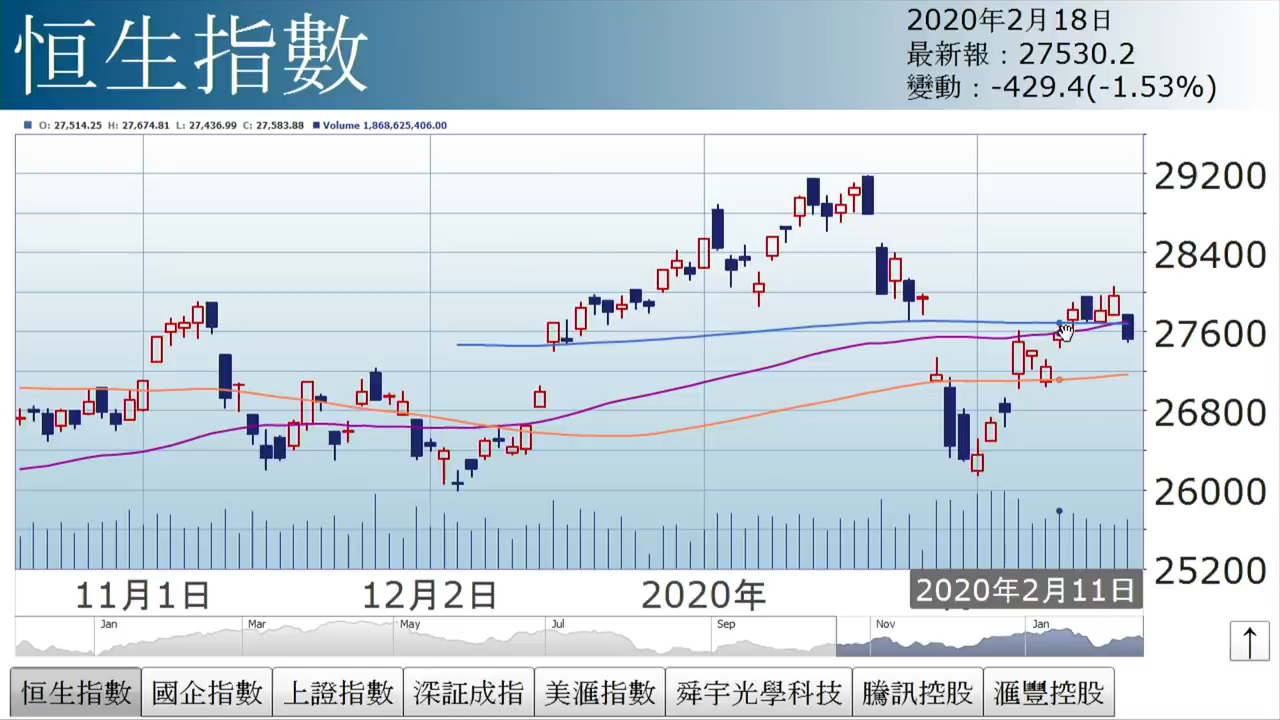 恒生指數
2020年2月18日
最新報：27530.2
變動：-429.4(-1.53%)
O: 27,514.25 H: 27,674.81 L: 27,436.99 C: 27,583.88 Volume 1,868,625,406.00
29200
28400
27600
26800
26000
25200
11月1日 12月2日 2020年 2020年2月11日
Jan Mar May Jul Sep Nov Jan
↑
恒生指數 國企指數 上證指數 深証成指 美滙指數 舜宇光學科技 騰訊控股 滙豐控股